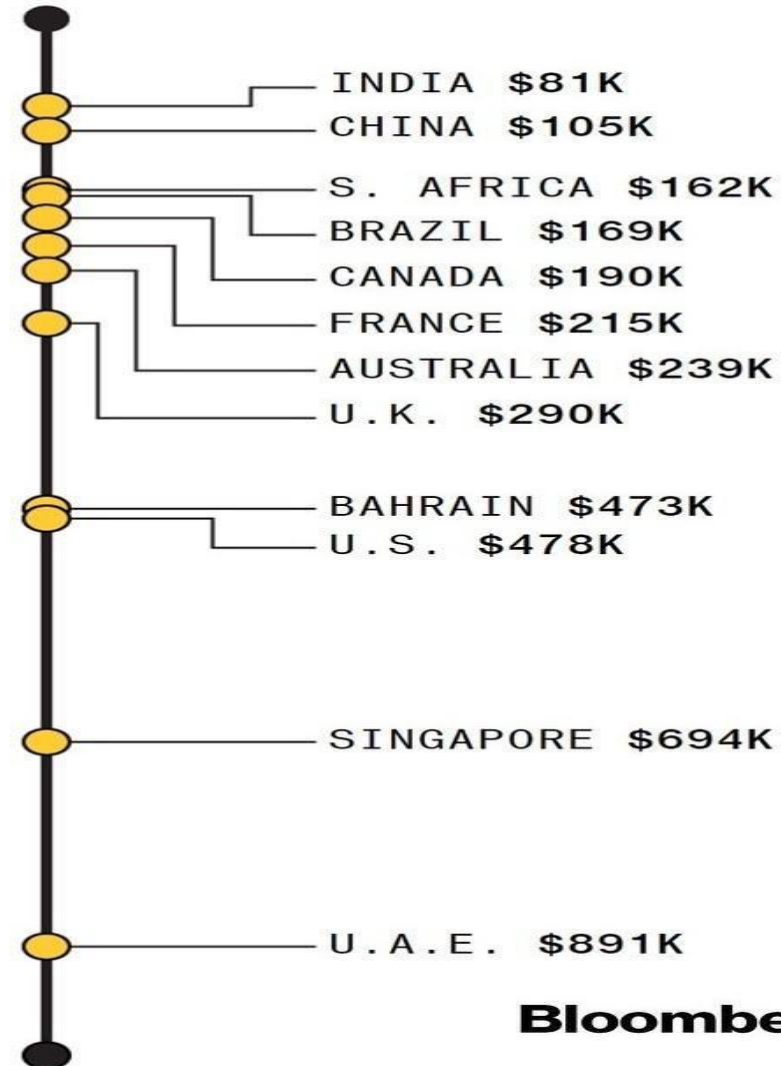 INDIA $81K
CHINA $105K
S. AFRICA $162K
BRAZIL $169K
CANADA $190K
FRANCE $215K
AUSTRALIA $239K
U.K. $290K
BAHRAIN $473K
U.S. $478K
SINGAPORE $694K
U.A.E. $891K
Bloombe